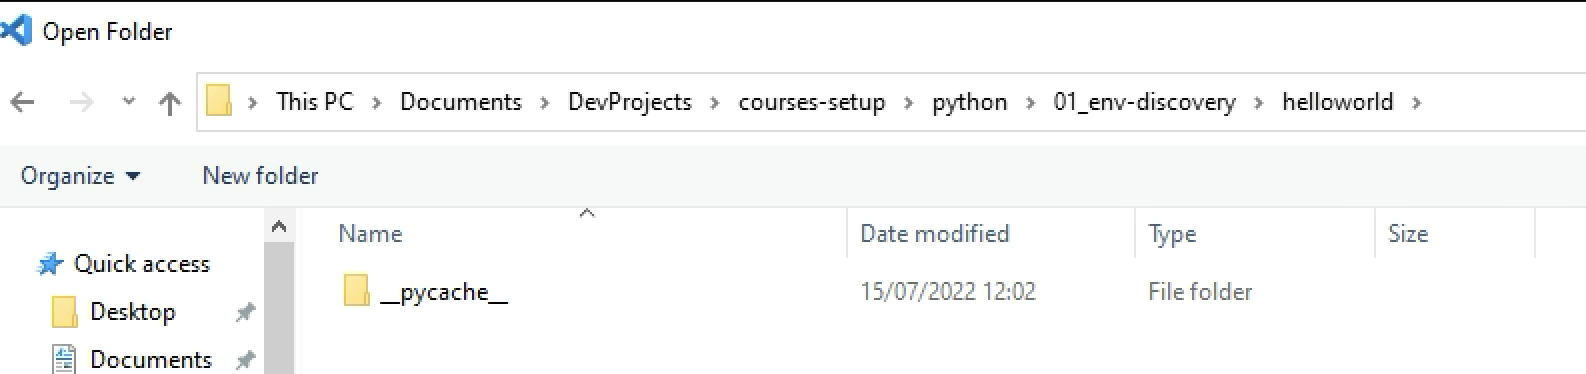 Open Folder
This PC > Documents > DevProjects > courses-setup > python > 01_env-discovery > helloworld >
Organize New folder
Name Date modified Type Size
Quick access
__pycache__ 15/07/2022 12:02 File folder
Desktop
Documents